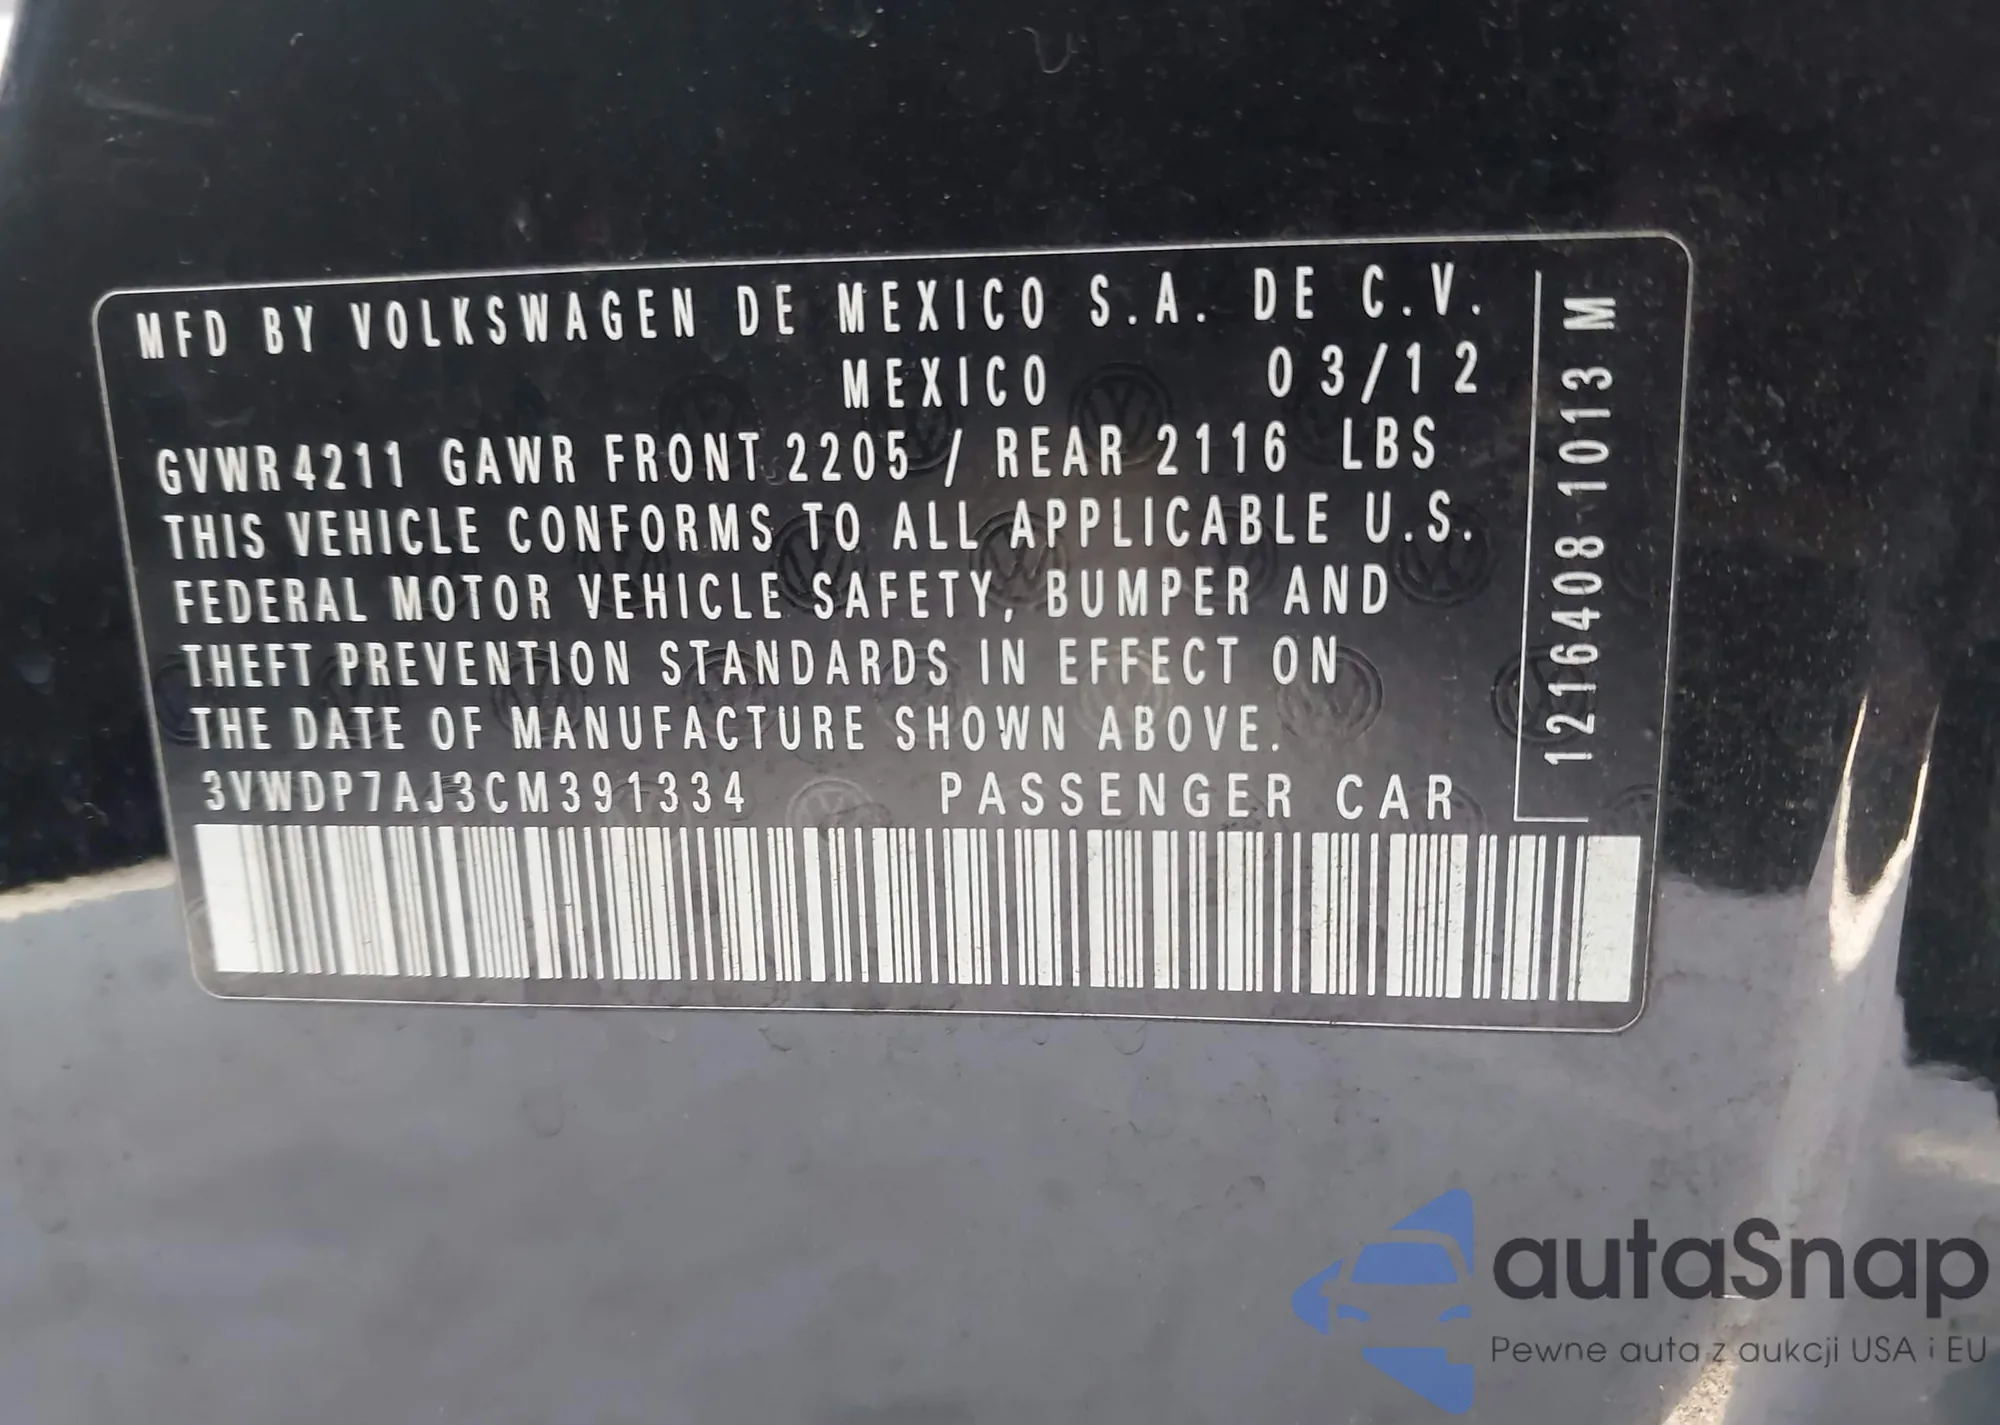 MFD BY VOLKSWAGEN DE MEXICO S.A. DE C.V.
MEXICO 03/12
GVWR 4211 GAWR FRONT 2205 / REAR 2116 LBS
THIS VEHICLE CONFORMS TO ALL APPLICABLE U.S.
FEDERAL MOTOR VEHICLE SAFETY, BUMPER AND
THEFT PREVENTION STANDARDS IN EFFECT ON
THE DATE OF MANUFACTURE SHOWN ABOVE.
3VWDP7AJ3CM391334 PASSENGER CAR
1216408 1013 M
autaSnap
Pewne auta z aukcji USA i EU